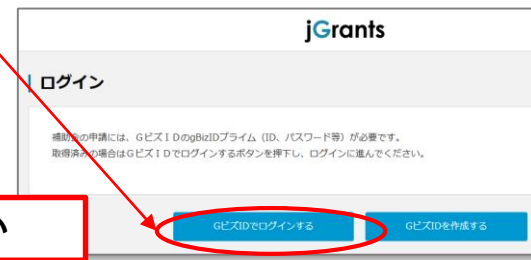 jGrants
ログイン
補助金の申請には、GビズIDのgBizIDプライム（ID、パスワード等）が必要です。
取得済みの場合はGビズIDでログインするボタンを押下し、ログインに進んでください。
GビズIDでログインする
GビズIDを作成する
い